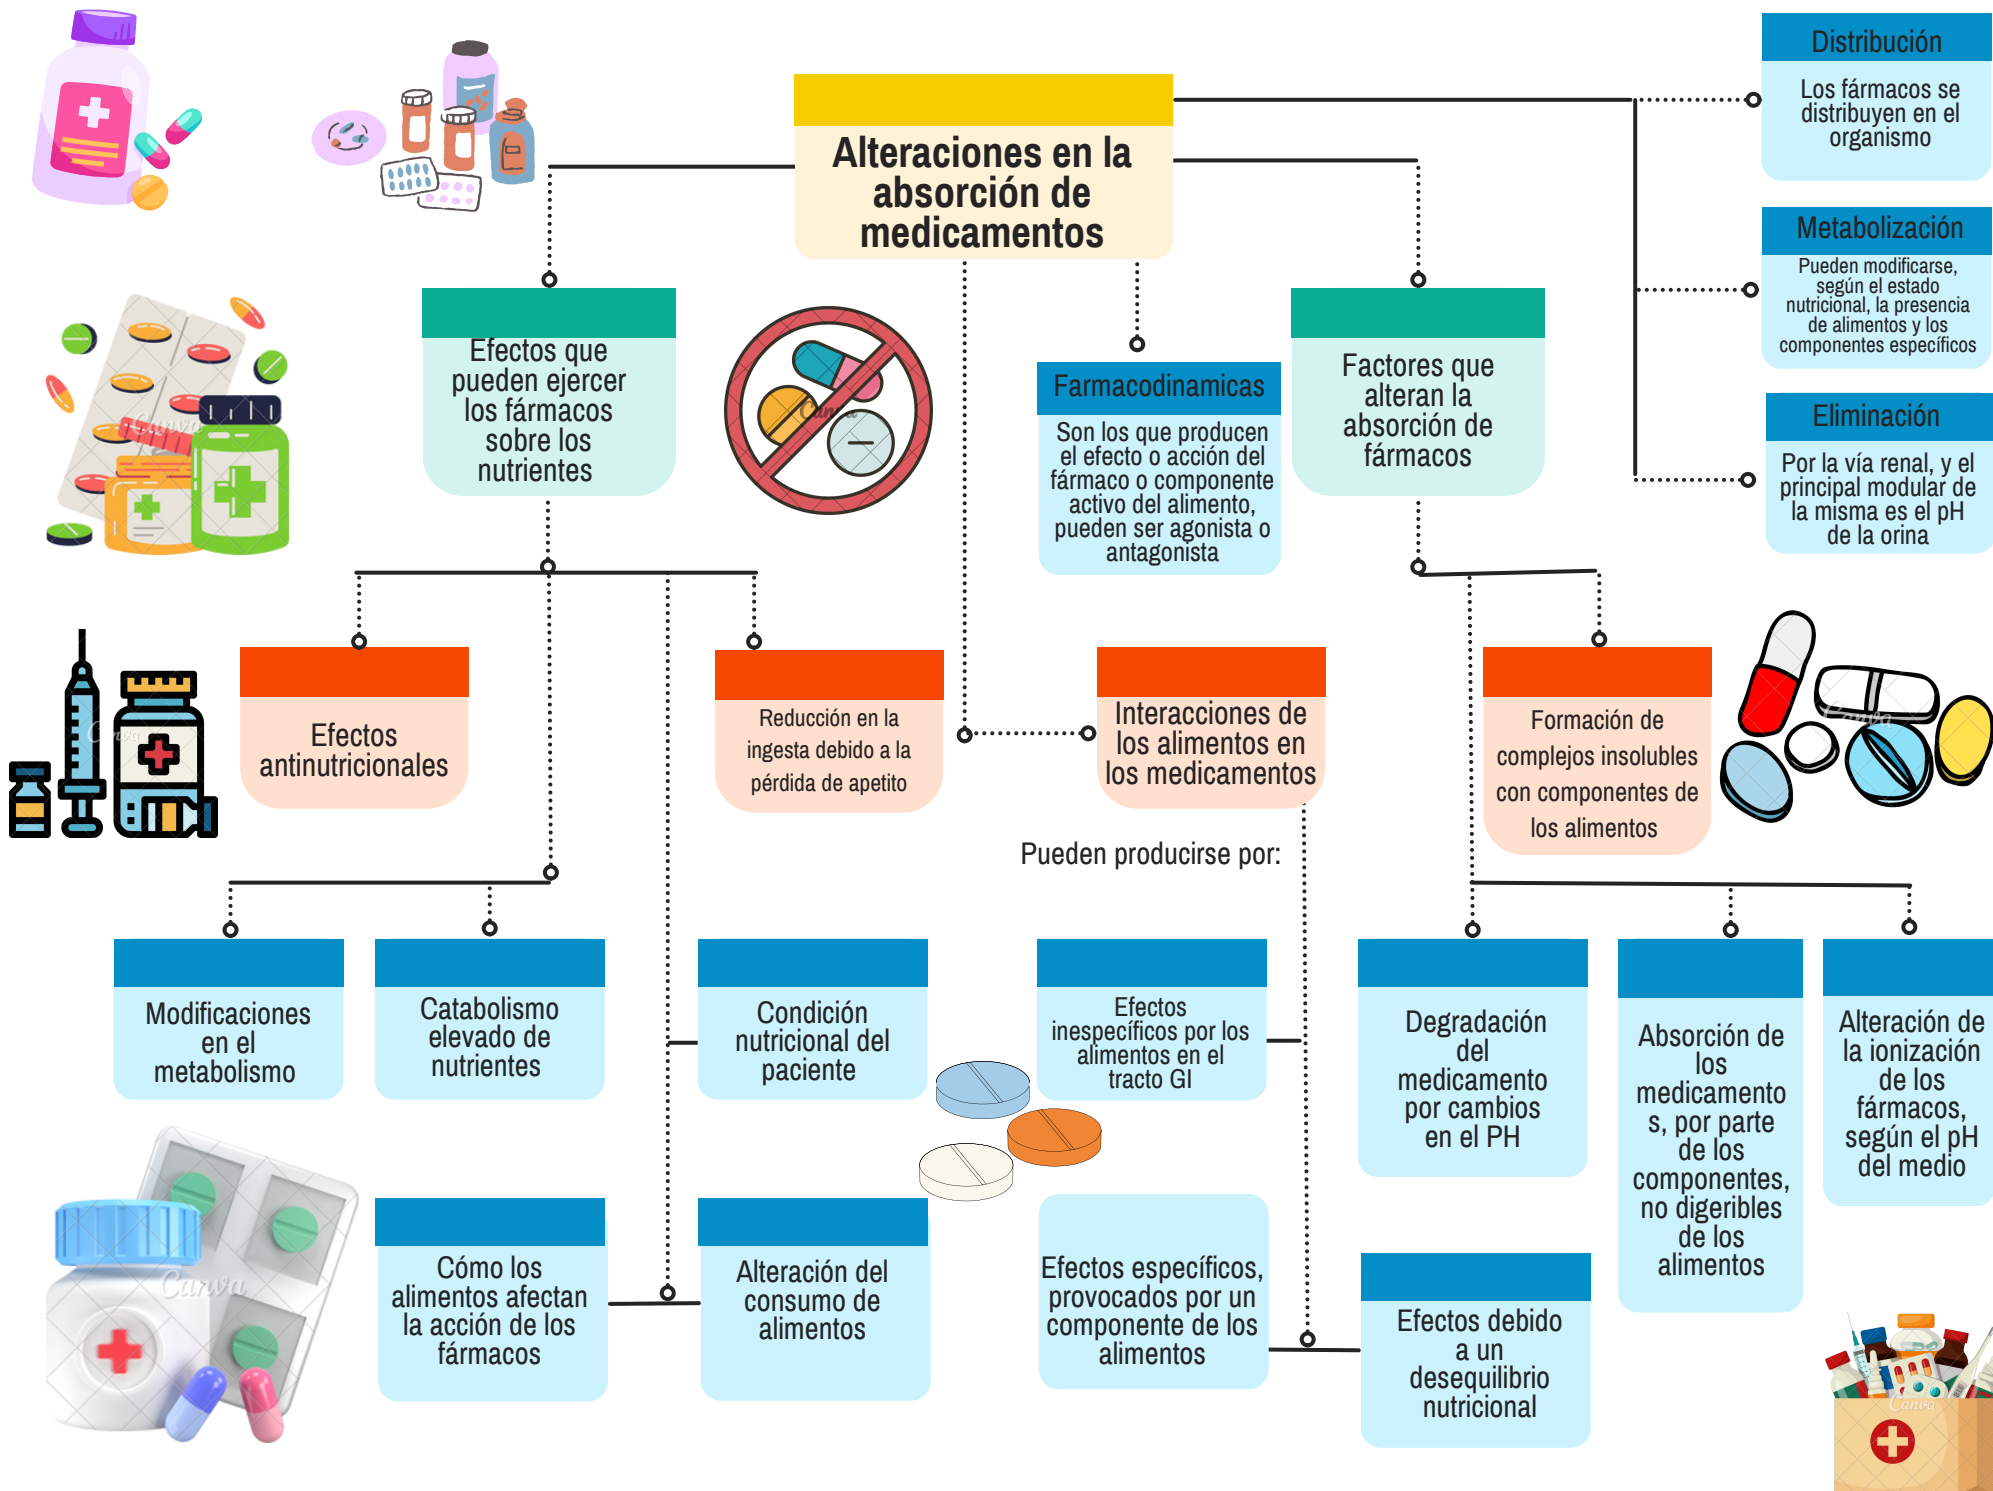 Alteraciones en la
absorción de
medicamentos
Distribución
Los fármacos se
distribuyen en el
organismo
Metabolización
Pueden modificarse,
según el estado
nutricional, la presencia
de alimentos y los
componentes específicos
Eliminación
Por la vía renal, y el
principal modular de
la misma es el pH
de la orina
Efectos que
pueden ejercer
los fármacos
sobre los
nutrientes
Farmacodinamicas
Son los que producen
el efecto o acción del
fármaco o componente
activo del alimento,
pueden ser agonista o
antagonista
Factores que
alteran la
absorción de
fármacos
Efectos
antinutricionales
Reducción en la
ingesta debido a la
pérdida de apetito
Interacciones de
los alimentos en
los medicamentos
Formación de
complejos insolubles
con componentes de
los alimentos
Pueden producirse por:
Modificaciones
en el
metabolismo
Catabolismo
elevado de
nutrientes
Condición
nutricional del
paciente
Efectos
inespecíficos por los
alimentos en el
tracto GI
Degradación
del
medicamento
por cambios
en el PH
Absorción de
los
medicamento
s, por parte
de los
componentes,
no digeribles
de los
alimentos
Alteración de
la ionización
de los
fármacos,
según el pH
del medio
Cómo los
alimentos afectan
la acción de los
fármacos
Alteración del
consumo de
alimentos
Efectos específicos,
provocados por un
componente de los
alimentos
Efectos debido
a un
desequilibrio
nutricional
Canva
Canva
Canva
Canva
Canva
Canva